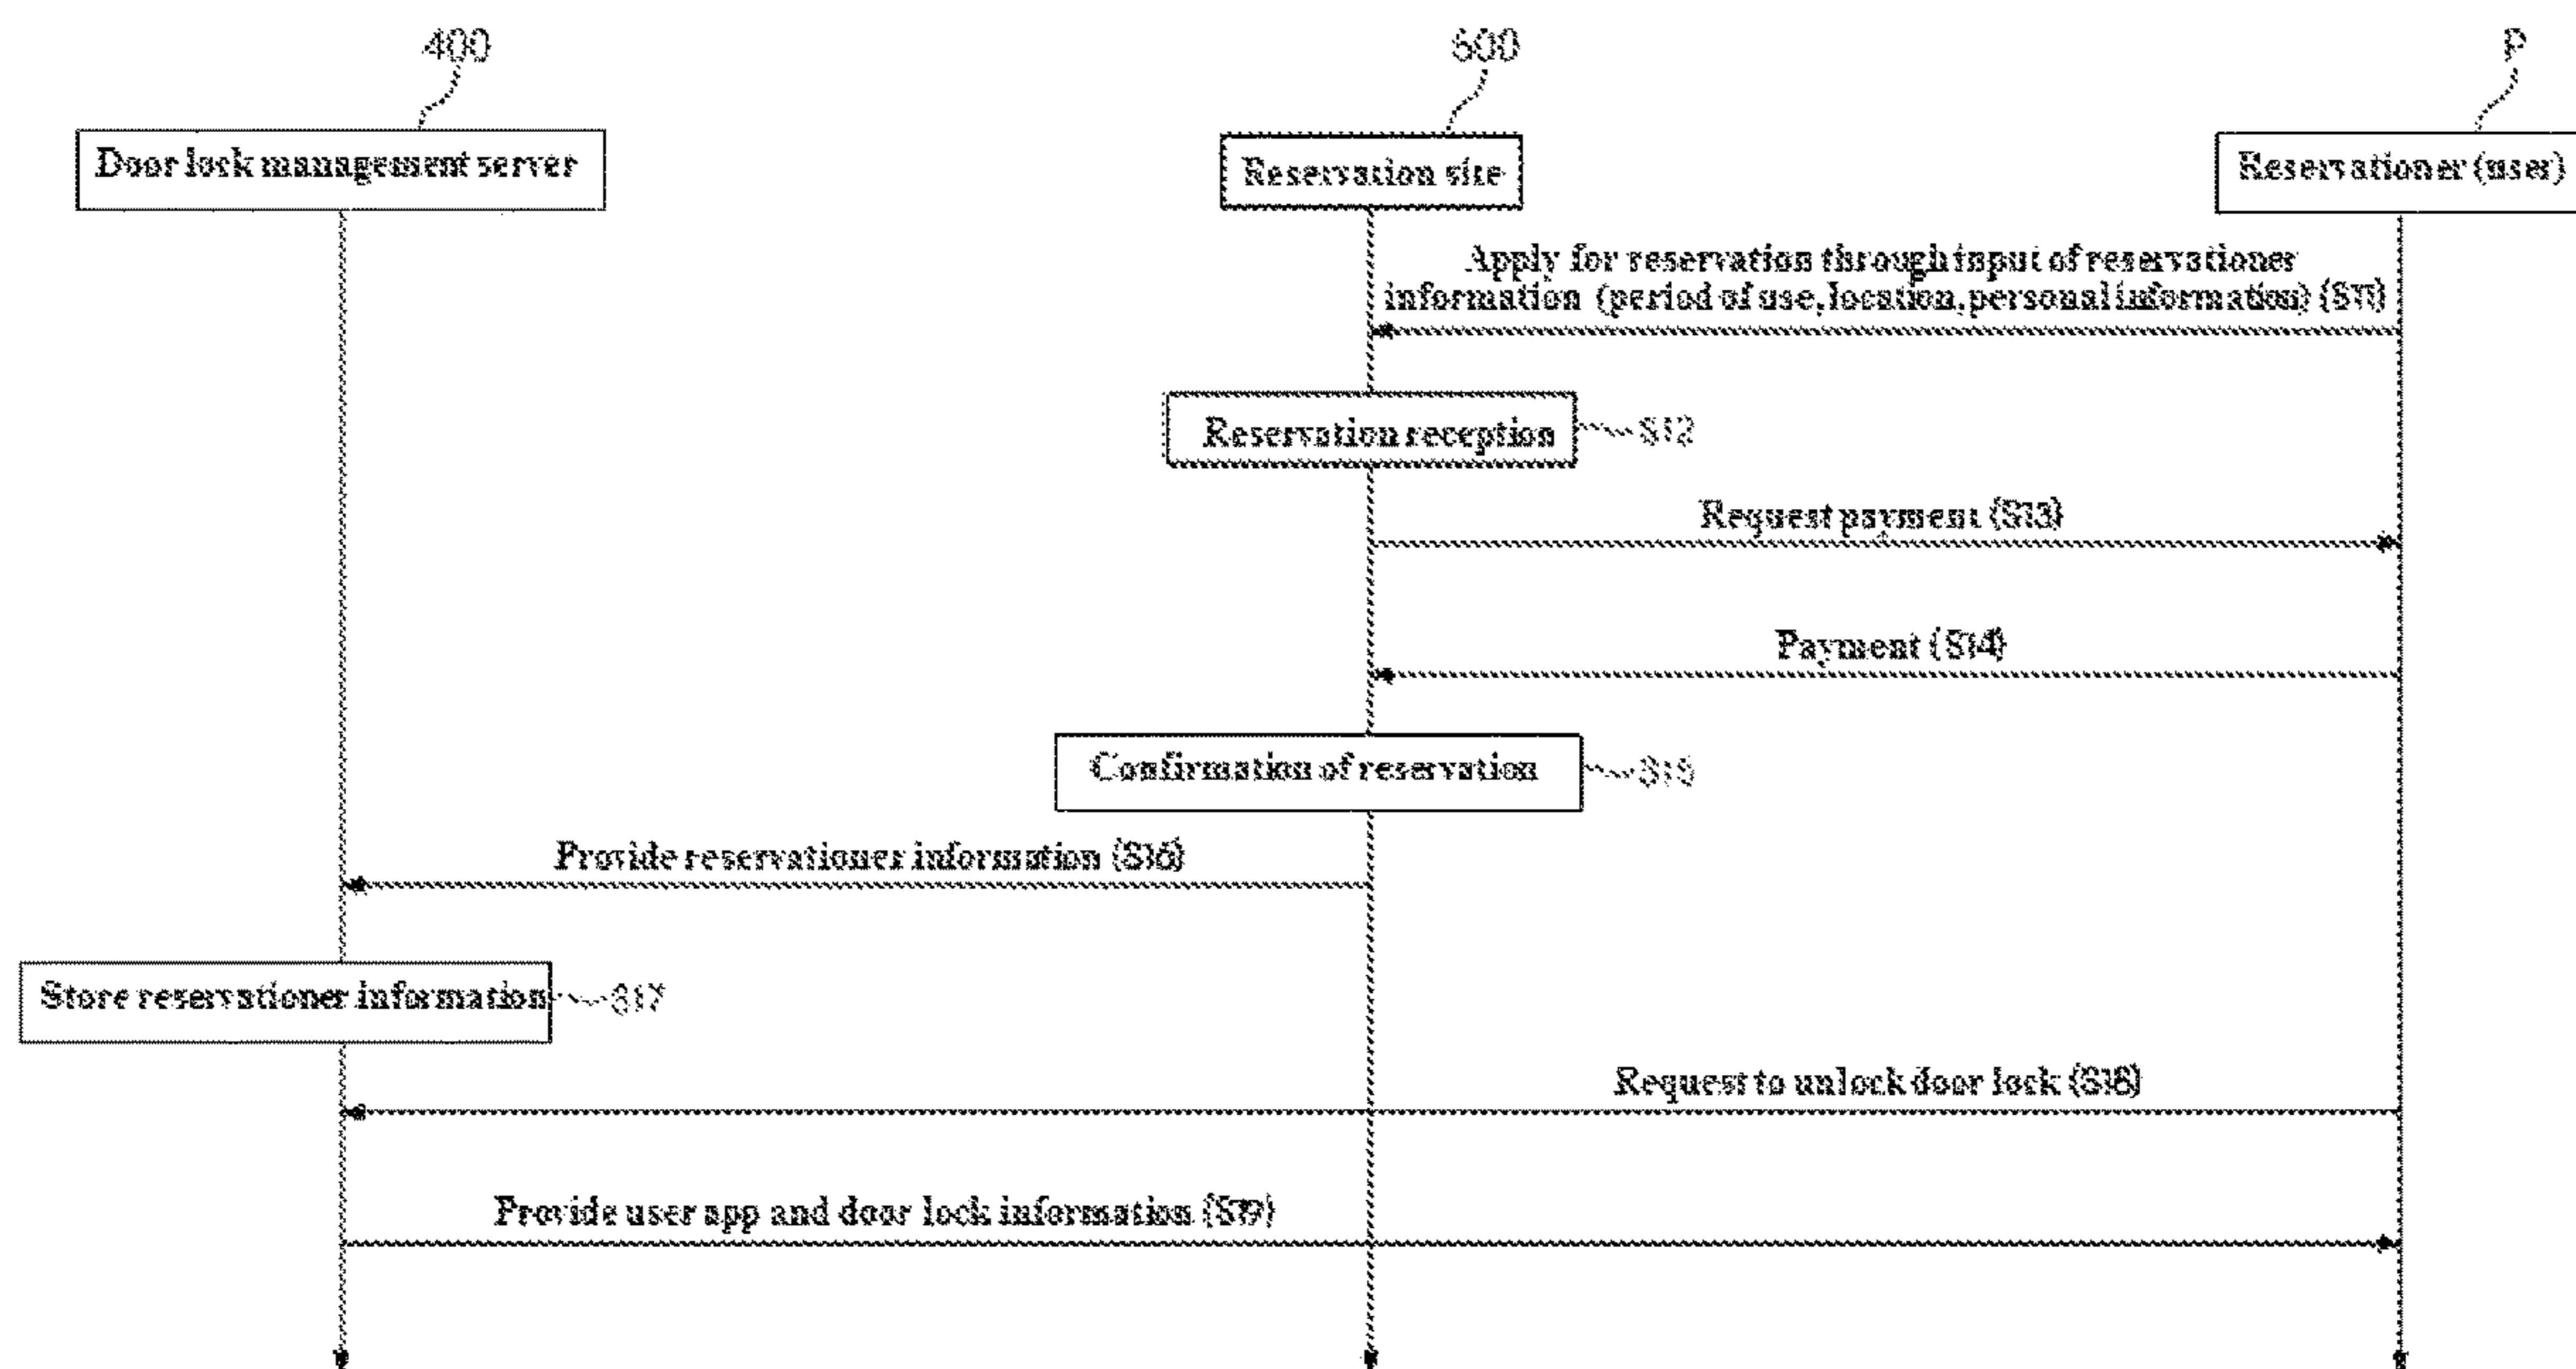 400
600
P
Door lock management server
Reservation site
Reservationer (user)
Apply for reservation through input of reservationer
information (period of use, location, personal information) (S11)
Reservation reception
S12
Request payment (S13)
Payment (S14)
Confirmation of reservation
S15
Provide reservationer information (S16)
Store reservationer information
S17
Request to unlock door lock (S18)
Provide user app and door lock information (S19)